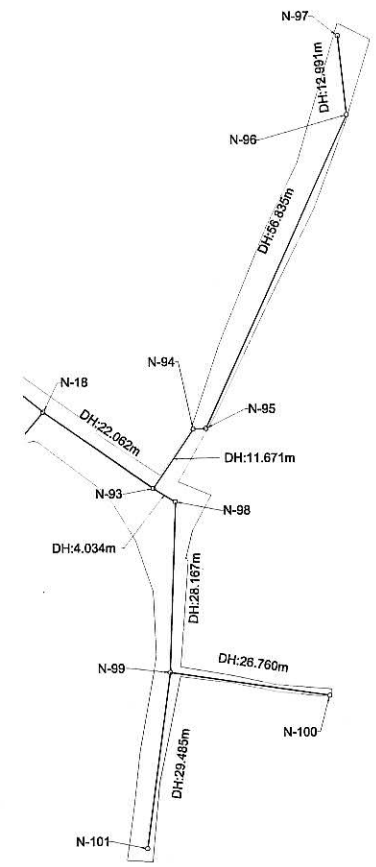 N-97
DH:12.991m
N-96
DH:56.835m
N-94
N-18
N-95
DH:22.062m
DH:11.671m
N-93
N-98
DH:4.034m
DH:28.167m
DH:26.760m
N-99
N-100
DH:29.485m
N-101